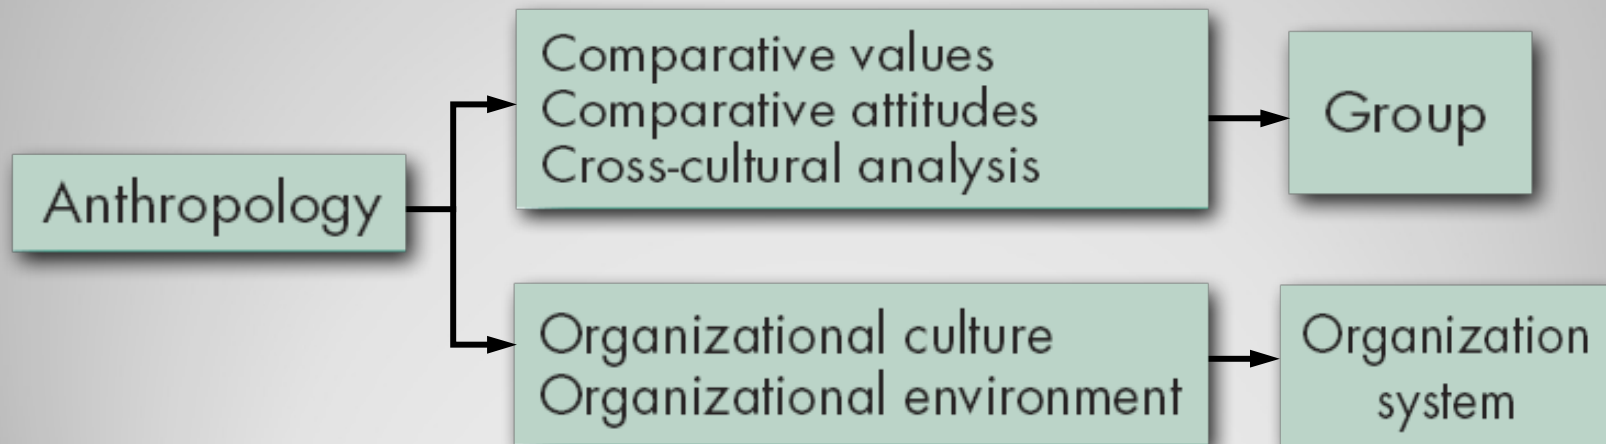 Anthropology
Comparative values
Comparative attitudes
Cross-cultural analysis
Group
Organizational culture
Organizational environment
Organization
system